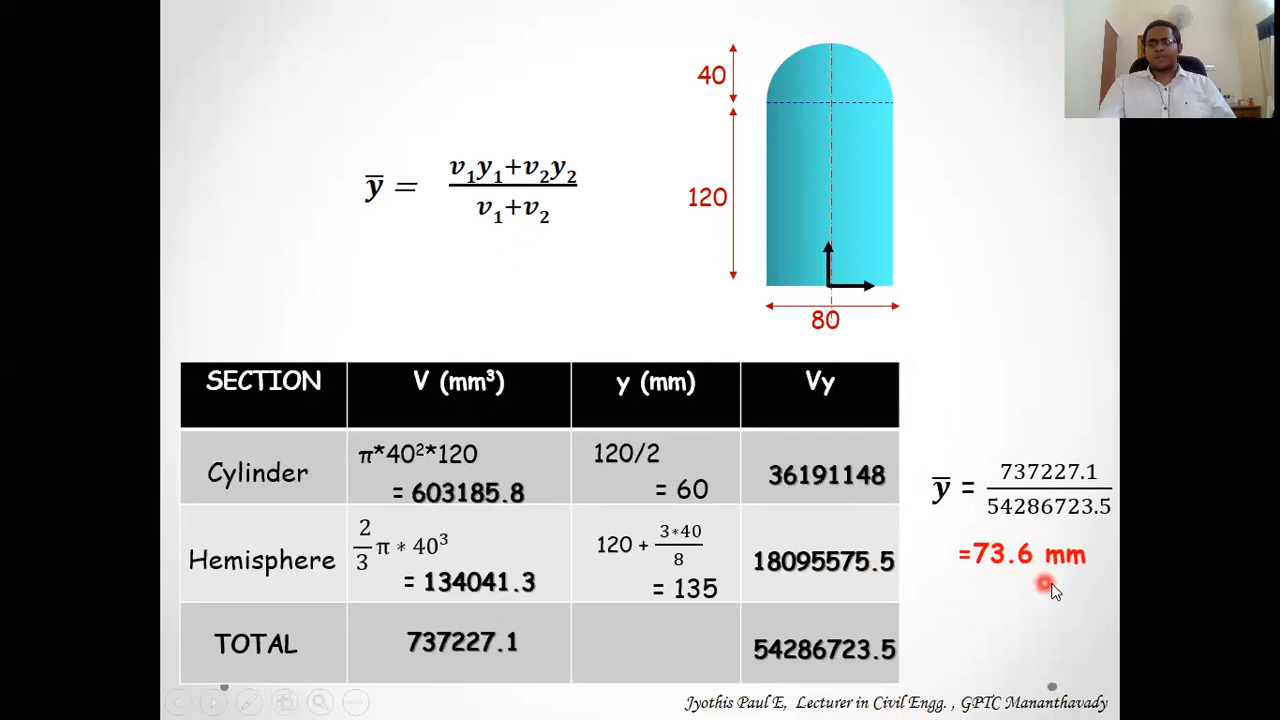 40
120
80
y̅ = v₁y₁+v₂y₂ / v₁+v₂
SECTION V (mm³) y (mm) Vy
Cylinder π*40²*120 = 603185.8 120/2 = 60 36191148
Hemisphere 2/3 π * 40³ = 134041.3 120 + 3*40/8 = 135 18095575.5
TOTAL 737227.1 54286723.5
y̅ = 737227.1 / 54286723.5
=73.6 mm
Jyothis Paul E, Lecturer in Civil Engg. , GPTC Mananthavady